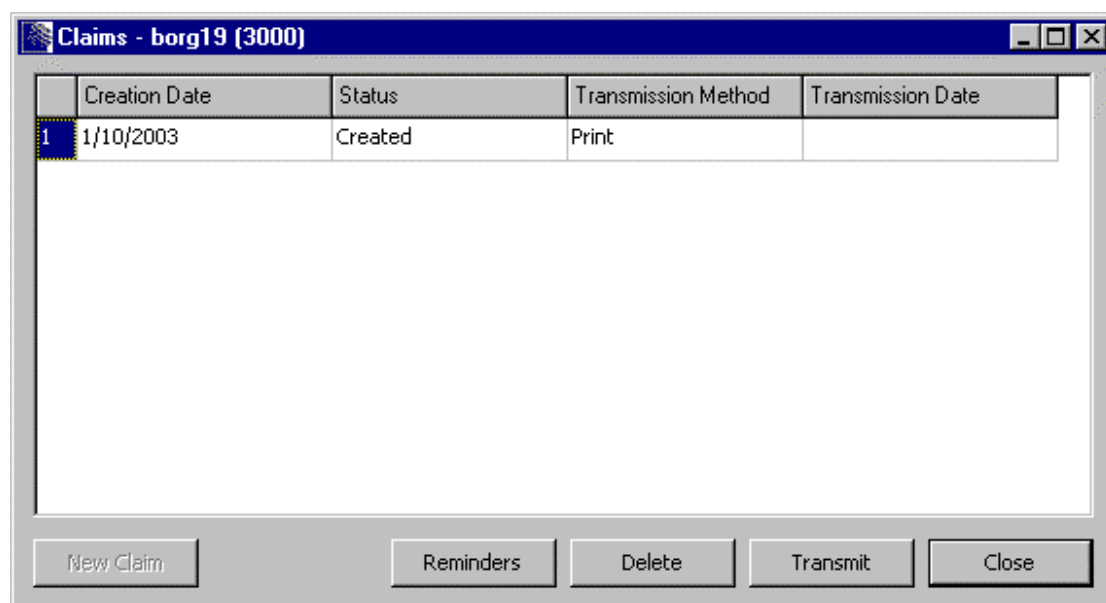 Claims - borg19 (3000)
Creation Date Status Transmission Method Transmission Date
1 1/10/2003 Created Print
New Claim Reminders Delete Transmit Close